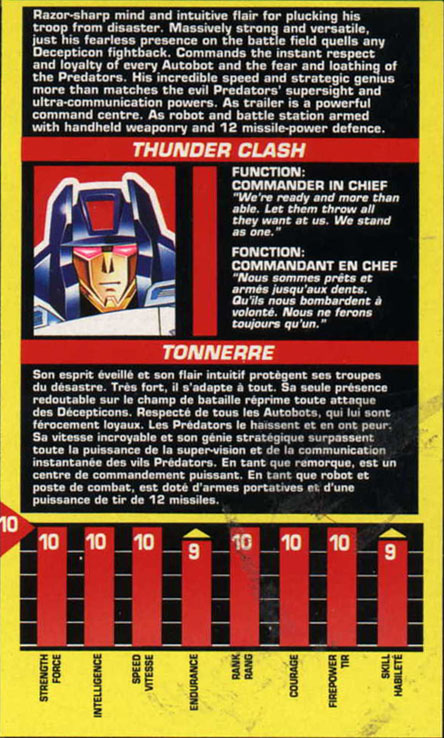 Razor-sharp mind and intuitive flair for plucking his
troop from disaster. Massively strong and versatile,
just his fearless presence on the battle field quells any
Decepticon fightback. Commands the instant respect
and loyalty of every Autobot and the fear and loathing of
the Predators. His incredible speed and strategic genius
more than matches the evil Predators' supersight and
ultra-communication powers. As trailer is a powerful
command centre. As robot and battle station armed
with handheld weaponry and 12 missile-power defence.
THUNDER CLASH
FUNCTION:
COMMANDER IN CHIEF
"We're ready and more than
able. Let them throw all
they want at us. We stand
as one."
FONCTION:
COMMANDANT EN CHEF
"Nous sommes prêts et
armés jusqu'aux dents.
Qu'ils nous bombardent à
volonté. Nous ne ferons
toujours qu'un."
TONNERRE
Son esprit éveillé et son flair intuitif protègent ses troupes
du désastre. Très fort, il s'adapte à tout. Sa seule présence
redoutable sur le champ de bataille réprime toute attaque
des Décepticons. Respecté de tous les Autobots, qui lui sont
férocement loyaux. Les Prédators le haïssent et en ont peur.
Sa vitesse incroyable et son génie stratégique surpassent
toute la puissance de la super-vision et de la communication
instantanée des vils Prédators. En tant que remorque, est un
centre de commandement puissant. En tant que robot et
poste de combat, est doté d'armes portatives et d'une
puissance de tir de 12 missiles.
10
10 10 10 9 10 10 10 9
STRENGTH
FORCE
INTELLIGENCE
SPEED
VITESSE
ENDURANCE
RANK
RANG
COURAGE
FIREPOWER
TIR
SKILL
HABILETÉ